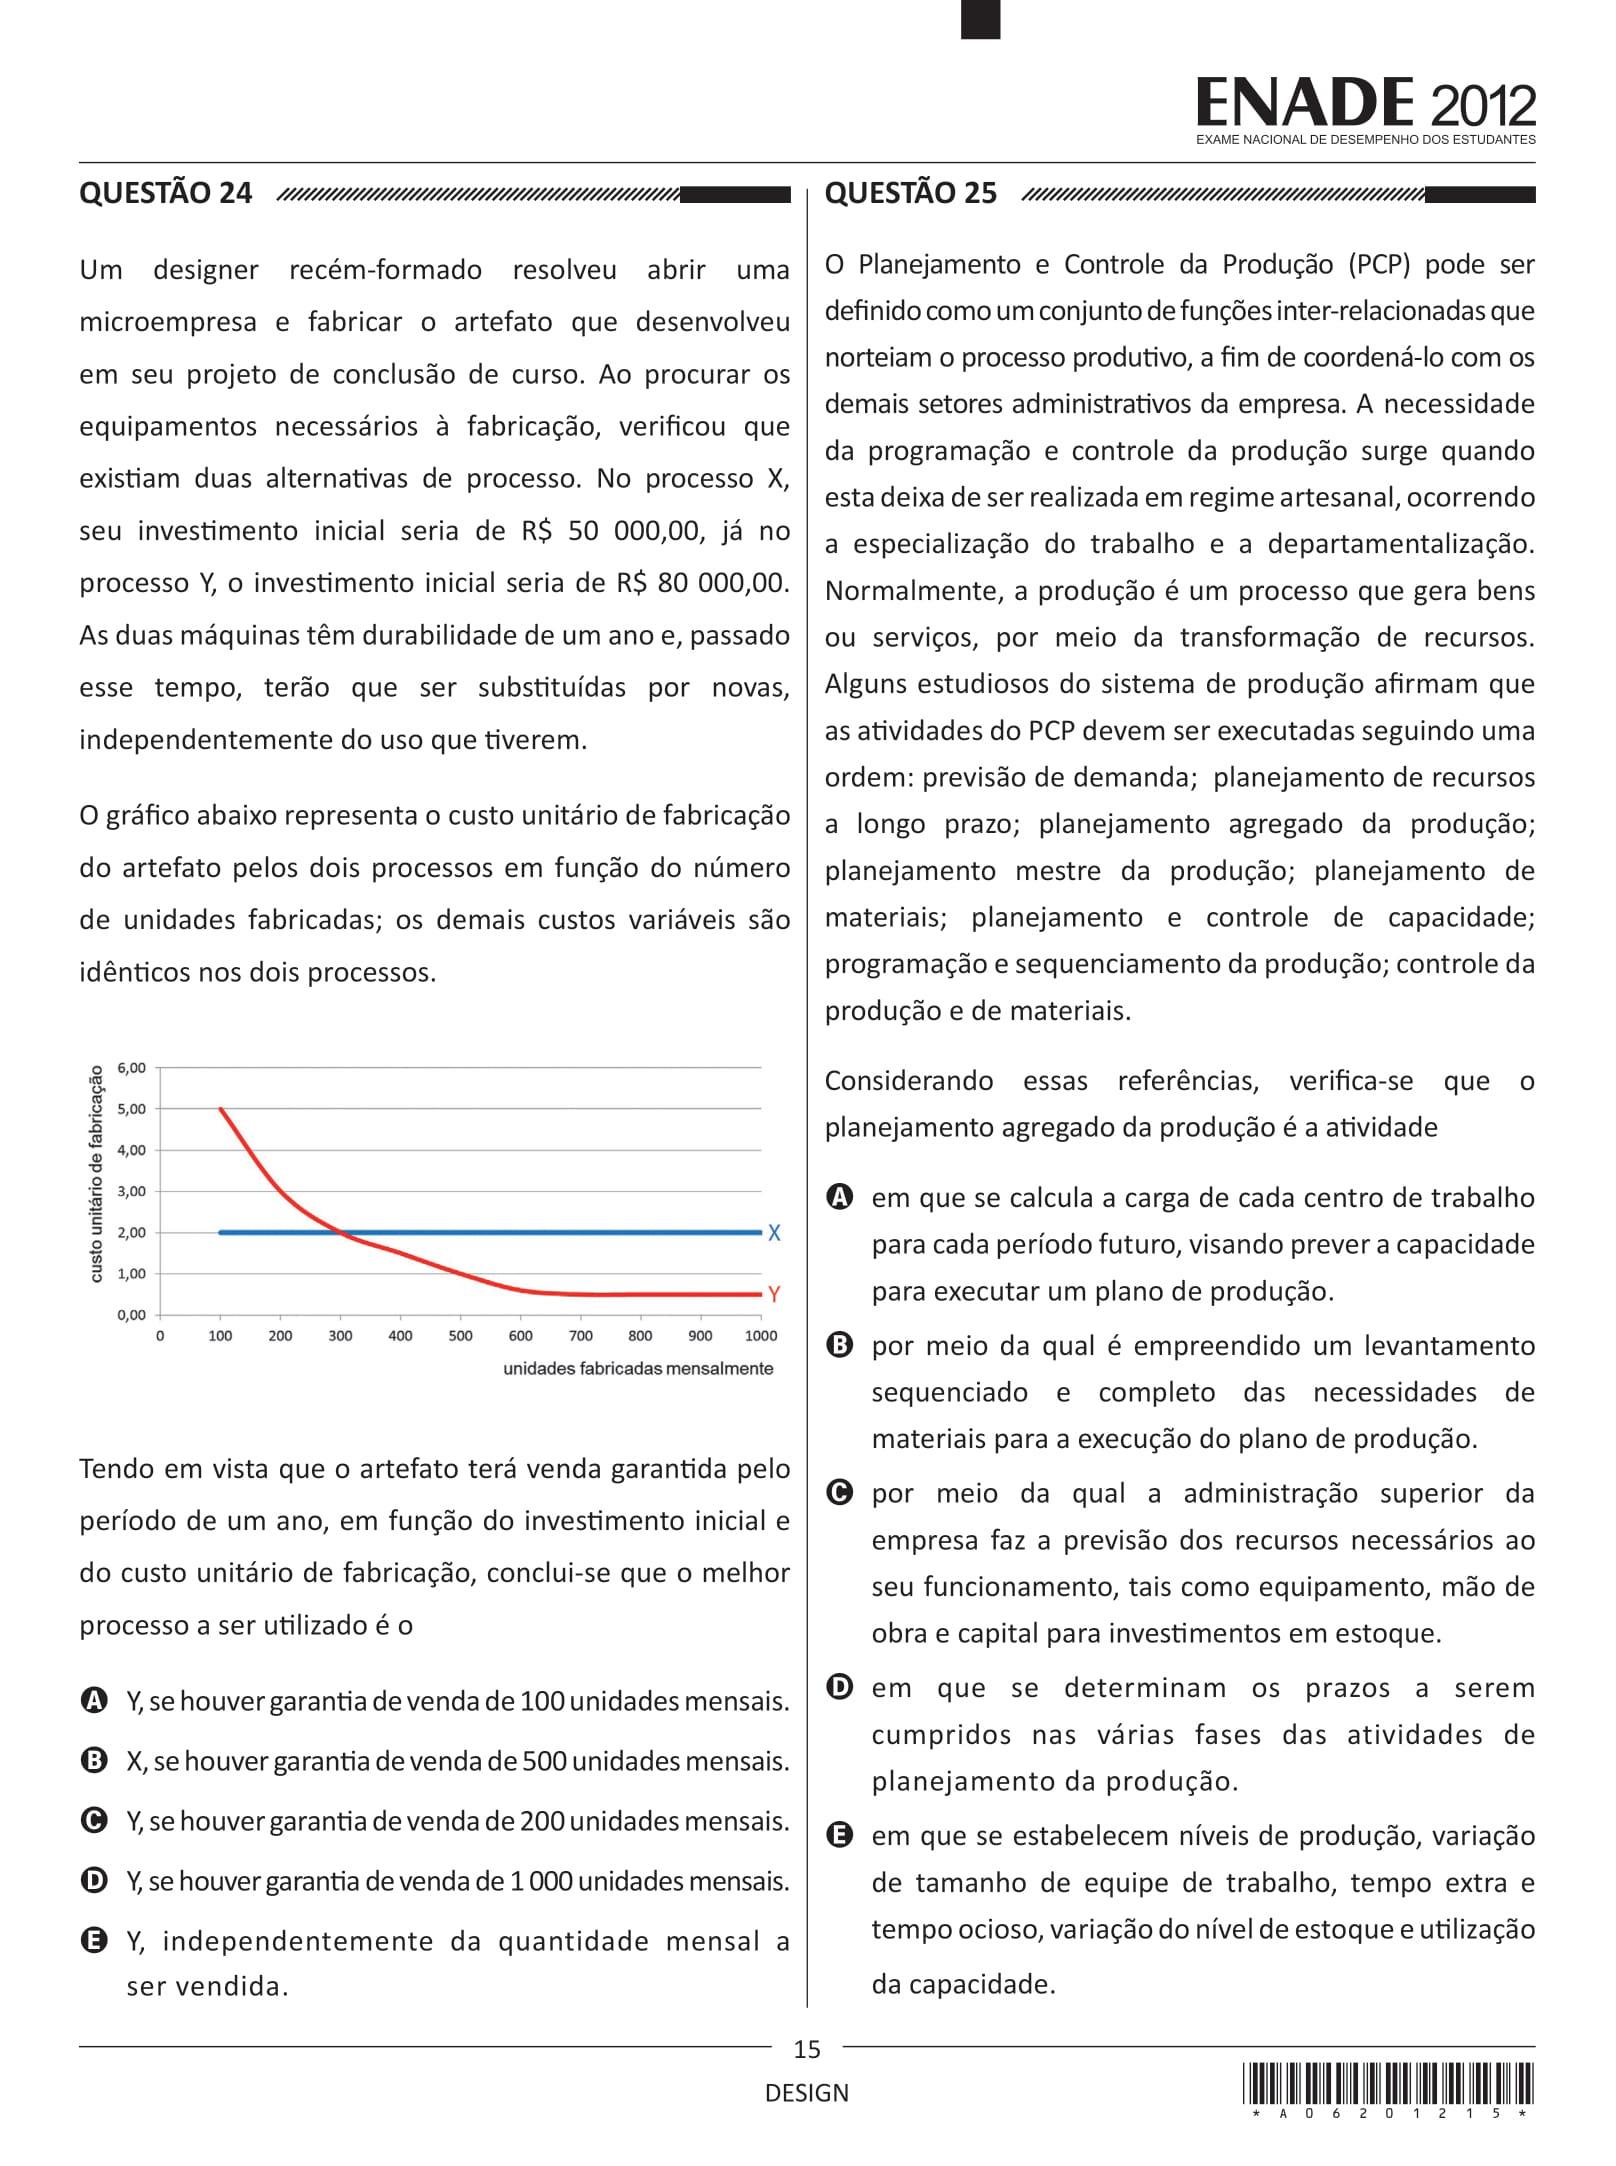 ENADE 2012
EXAME NACIONAL DE DESEMPENHO DOS ESTUDANTES
QUESTÃO 24
Um designer recém-formado resolveu abrir uma
microempresa e fabricar o artefato que desenvolveu
em seu projeto de conclusão de curso. Ao procurar os
equipamentos necessários à fabricação, verificou que
existiam duas alternativas de processo. No processo X,
seu investimento inicial seria de R$ 50 000,00, já no
processo Y, o investimento inicial seria de R$ 80 000,00.
As duas máquinas têm durabilidade de um ano e, passado
esse tempo, terão que ser substituídas por novas,
independentemente do uso que tiverem.
O gráfico abaixo representa o custo unitário de fabricação
do artefato pelos dois processos em função do número
de unidades fabricadas; os demais custos variáveis são
idênticos nos dois processos.
custo unitário de fabricação
6,00
5,00
4,00
3,00
2,00
1,00
0,00
X
Y
0 100 200 300 400 500 600 700 800 900 1000
unidades fabricadas mensalmente
Tendo em vista que o artefato terá venda garantida pelo
período de um ano, em função do investimento inicial e
do custo unitário de fabricação, conclui-se que o melhor
processo a ser utilizado é o
A Y, se houver garantia de venda de 100 unidades mensais.
B X, se houver garantia de venda de 500 unidades mensais.
C Y, se houver garantia de venda de 200 unidades mensais.
D Y, se houver garantia de venda de 1 000 unidades mensais.
E Y, independentemente da quantidade mensal a
ser vendida.
QUESTÃO 25
O Planejamento e Controle da Produção (PCP) pode ser
definido como um conjunto de funções inter-relacionadas que
norteiam o processo produtivo, a fim de coordená-lo com os
demais setores administrativos da empresa. A necessidade
da programação e controle da produção surge quando
esta deixa de ser realizada em regime artesanal, ocorrendo
a especialização do trabalho e a departamentalização.
Normalmente, a produção é um processo que gera bens
ou serviços, por meio da transformação de recursos.
Alguns estudiosos do sistema de produção afirmam que
as atividades do PCP devem ser executadas seguindo uma
ordem: previsão de demanda; planejamento de recursos
a longo prazo; planejamento agregado da produção;
planejamento mestre da produção; planejamento de
materiais; planejamento e controle de capacidade;
programação e sequenciamento da produção; controle da
produção e de materiais.
Considerando essas referências, verifica-se que o
planejamento agregado da produção é a atividade
A em que se calcula a carga de cada centro de trabalho
para cada período futuro, visando prever a capacidade
para executar um plano de produção.
B por meio da qual é empreendido um levantamento
sequenciado e completo das necessidades de
materiais para a execução do plano de produção.
C por meio da qual a administração superior da
empresa faz a previsão dos recursos necessários ao
seu funcionamento, tais como equipamento, mão de
obra e capital para investimentos em estoque.
D em que se determinam os prazos a serem
cumpridos nas várias fases das atividades de
planejamento da produção.
E em que se estabelecem níveis de produção, variação
de tamanho de equipe de trabalho, tempo extra e
tempo ocioso, variação do nível de estoque e utilização
da capacidade.
15
DESIGN
* A 0 6 2 0 1 2 1 5 *